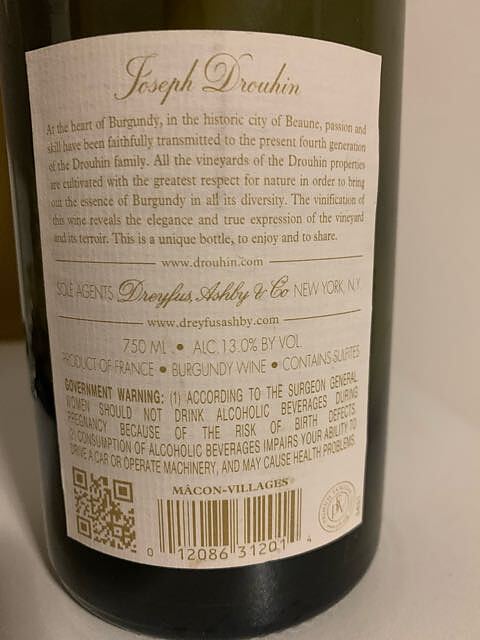 Joseph Drouhin
At the heart of Burgundy, in the historic city of Beaune, passion and
skill have been faithfully transmitted to the present fourth generation
of the Drouhin family. All the vineyards of the Drouhin properties
are cultivated with the greatest respect for nature in order to bring
out the essence of Burgundy in all its diversity. The vinification of
this wine reveals the elegance and true expression of the vineyard
and its terroir. This is a unique bottle, to enjoy and to share.
www.drouhin.com
SOLE AGENTS Dreyfus, Ashby & Co NEW YORK, N.Y.
www.dreyfusashby.com
750 ML • ALC. 13.0% BY VOL.
PRODUCT OF FRANCE • BURGUNDY WINE • CONTAINS SULFITES
GOVERNMENT WARNING: (1) ACCORDING TO THE SURGEON GENERAL,
WOMEN SHOULD NOT DRINK ALCOHOLIC BEVERAGES DURING
PREGNANCY BECAUSE OF THE RISK OF BIRTH DEFECTS.
(2) CONSUMPTION OF ALCOHOLIC BEVERAGES IMPAIRS YOUR ABILITY TO
DRIVE A CAR OR OPERATE MACHINERY, AND MAY CAUSE HEALTH PROBLEMS.
MÂCON-VILLAGES
0 12086 31201 4